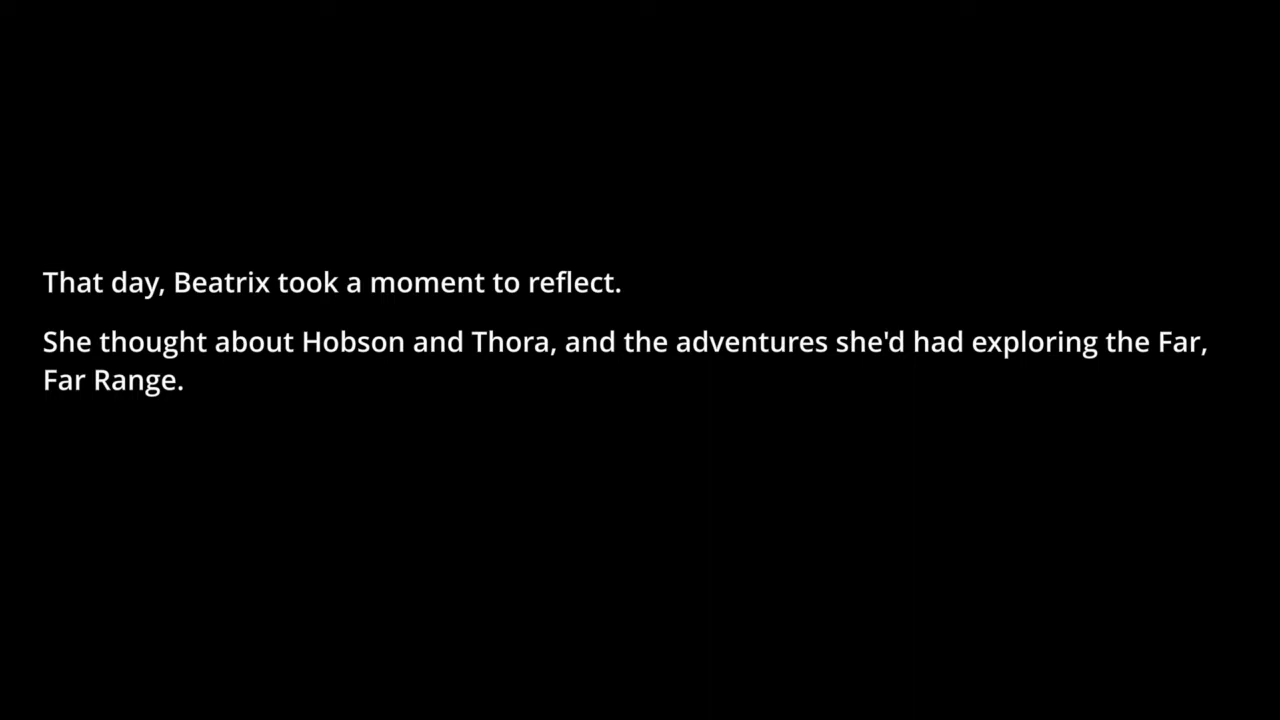 That day, Beatrix took a moment to reflect.
She thought about Hobson and Thora, and the adventures she'd had exploring the Far,
Far Range.